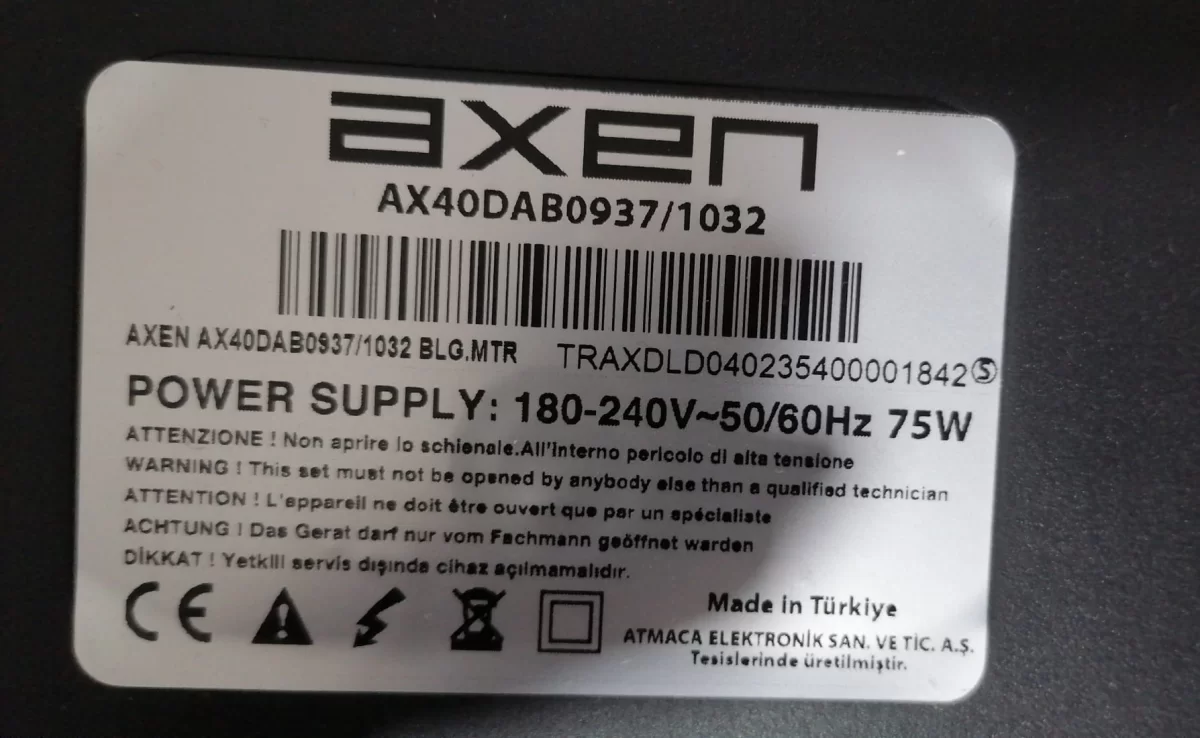 axen
AX40DAB0937/1032
AXEN AX40DAB0937/1032 BLG.MTR TRAXDLD040235400001842 S
POWER SUPPLY: 180-240V~50/60Hz 75W
ATTENZIONE ! Non aprire lo schienale.All'Interno pericolo di alta tensione
WARNING ! This set must not be opened by anybody else than a qualified technician
ATTENTION ! L'appareil ne doit être ouvert que par un spécialiste
ACHTUNG ! Das Gerat darf nur vom Fachmann geöffnet warden
DİKKAT ! Yetkili servis dışında cihaz açılmamalıdır.
CE
Made in Türkiye
ATMACA ELEKTRONİK SAN. VE TİC. A.Ş.
Tesislerinde üretilmiştir.